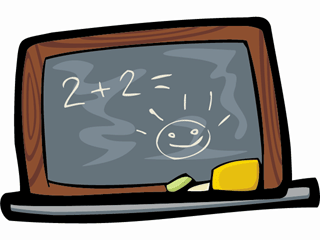 2 + 2 =